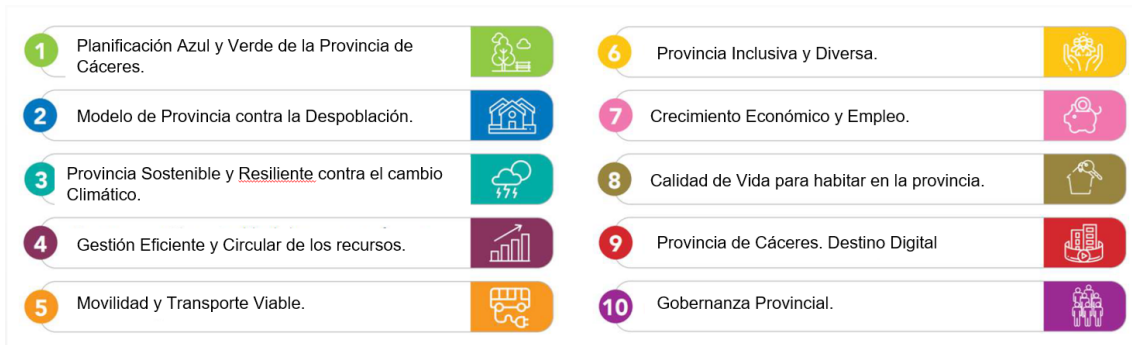 1
Planificación Azul y Verde de la Provincia de
Cáceres.
2
Modelo de Provincia contra la Despoblación.
3
Provincia Sostenible y Resiliente contra el cambio
Climático.
4
Gestión Eficiente y Circular de los recursos.
5
Movilidad y Transporte Viable.
6
Provincia Inclusiva y Diversa.
7
Crecimiento Económico y Empleo.
8
Calidad de Vida para habitar en la provincia.
9
Provincia de Cáceres. Destino Digital
10
Gobernanza Provincial.